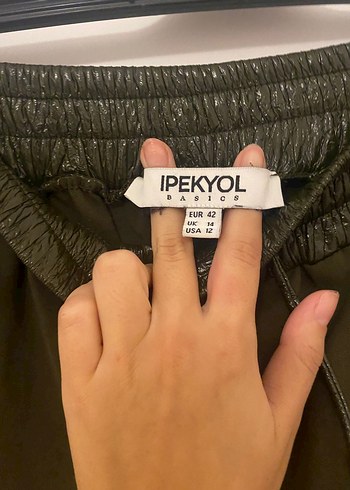 IPEKYOL
BASICS
EUR 42
UK 14
USA 12